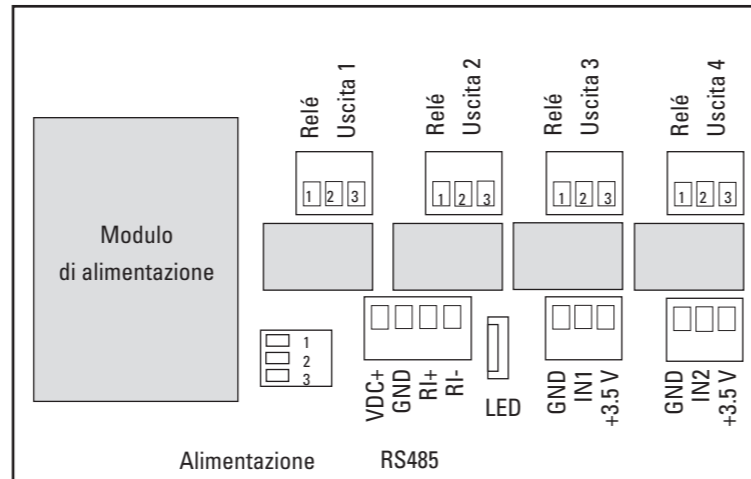 Relé
Uscita 1
Relé
Uscita 2
Relé
Uscita 3
Relé
Uscita 4
1 2 3
1 2 3
1 2 3
1 2 3
Modulo
di alimentazione
1
2
3
VDC+
GND
RI+
RI-
LED
GND
IN1
+3.5 V
GND
IN2
+3.5 V
Alimentazione
RS485